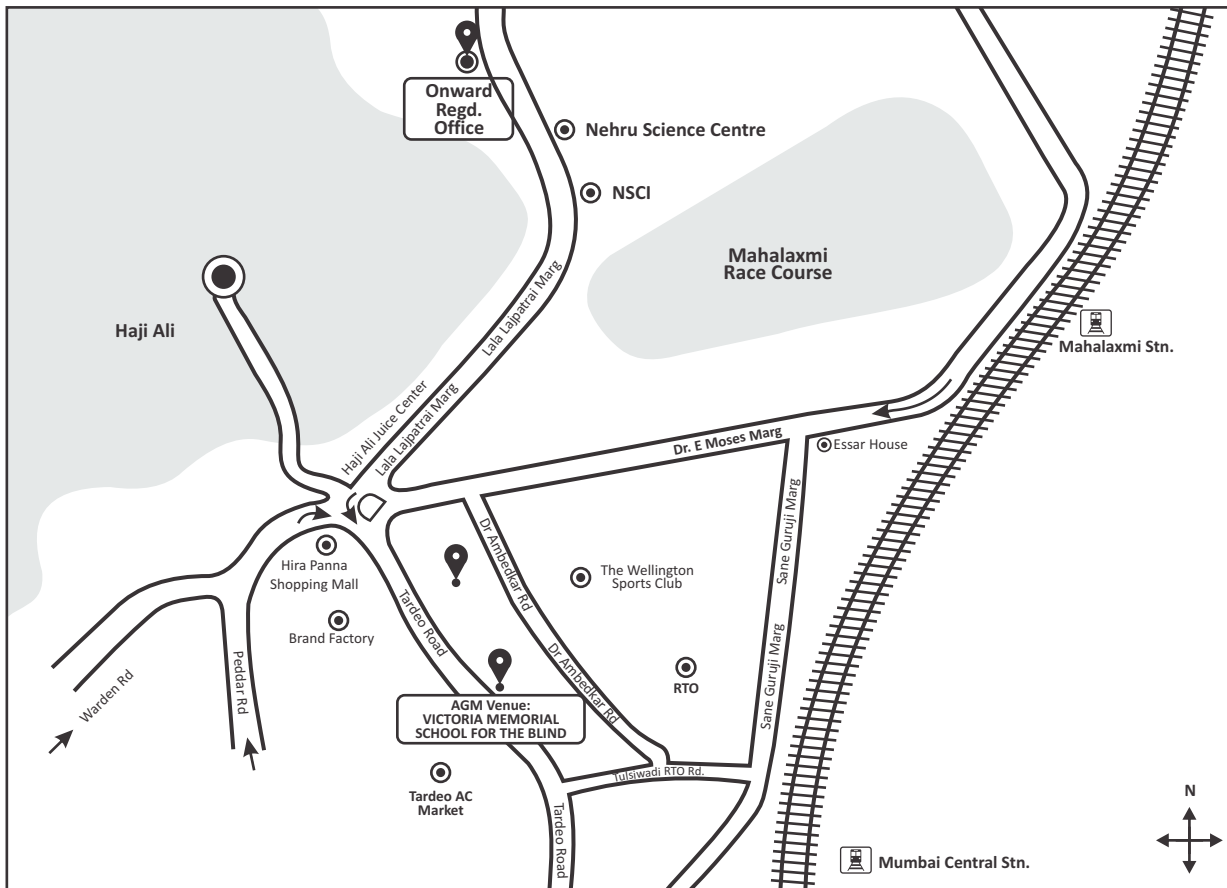 Onward
Regd.
Office
Nehru Science Centre
NSCI
Mahalaxmi
Race Course
Haji Ali
Mahalaxmi Stn.
Lala Lajpatrai Marg
Haji Ali Juice Center
Lala Lajpatrai Marg
Dr. E Moses Marg
Essar House
Sane Guruji Marg
Hira Panna
Shopping Mall
Dr Ambedkar Rd
The Wellington
Sports Club
Brand Factory
Tardeo Road
Peddar Rd
Warden Rd
Dr Ambedkar Rd
RTO
Sane Guruji Marg
AGM Venue:
VICTORIA MEMORIAL
SCHOOL FOR THE BLIND
Tulsiwadi RTO Rd.
Tardeo AC
Market
Tardeo Road
N
Mumbai Central Stn.